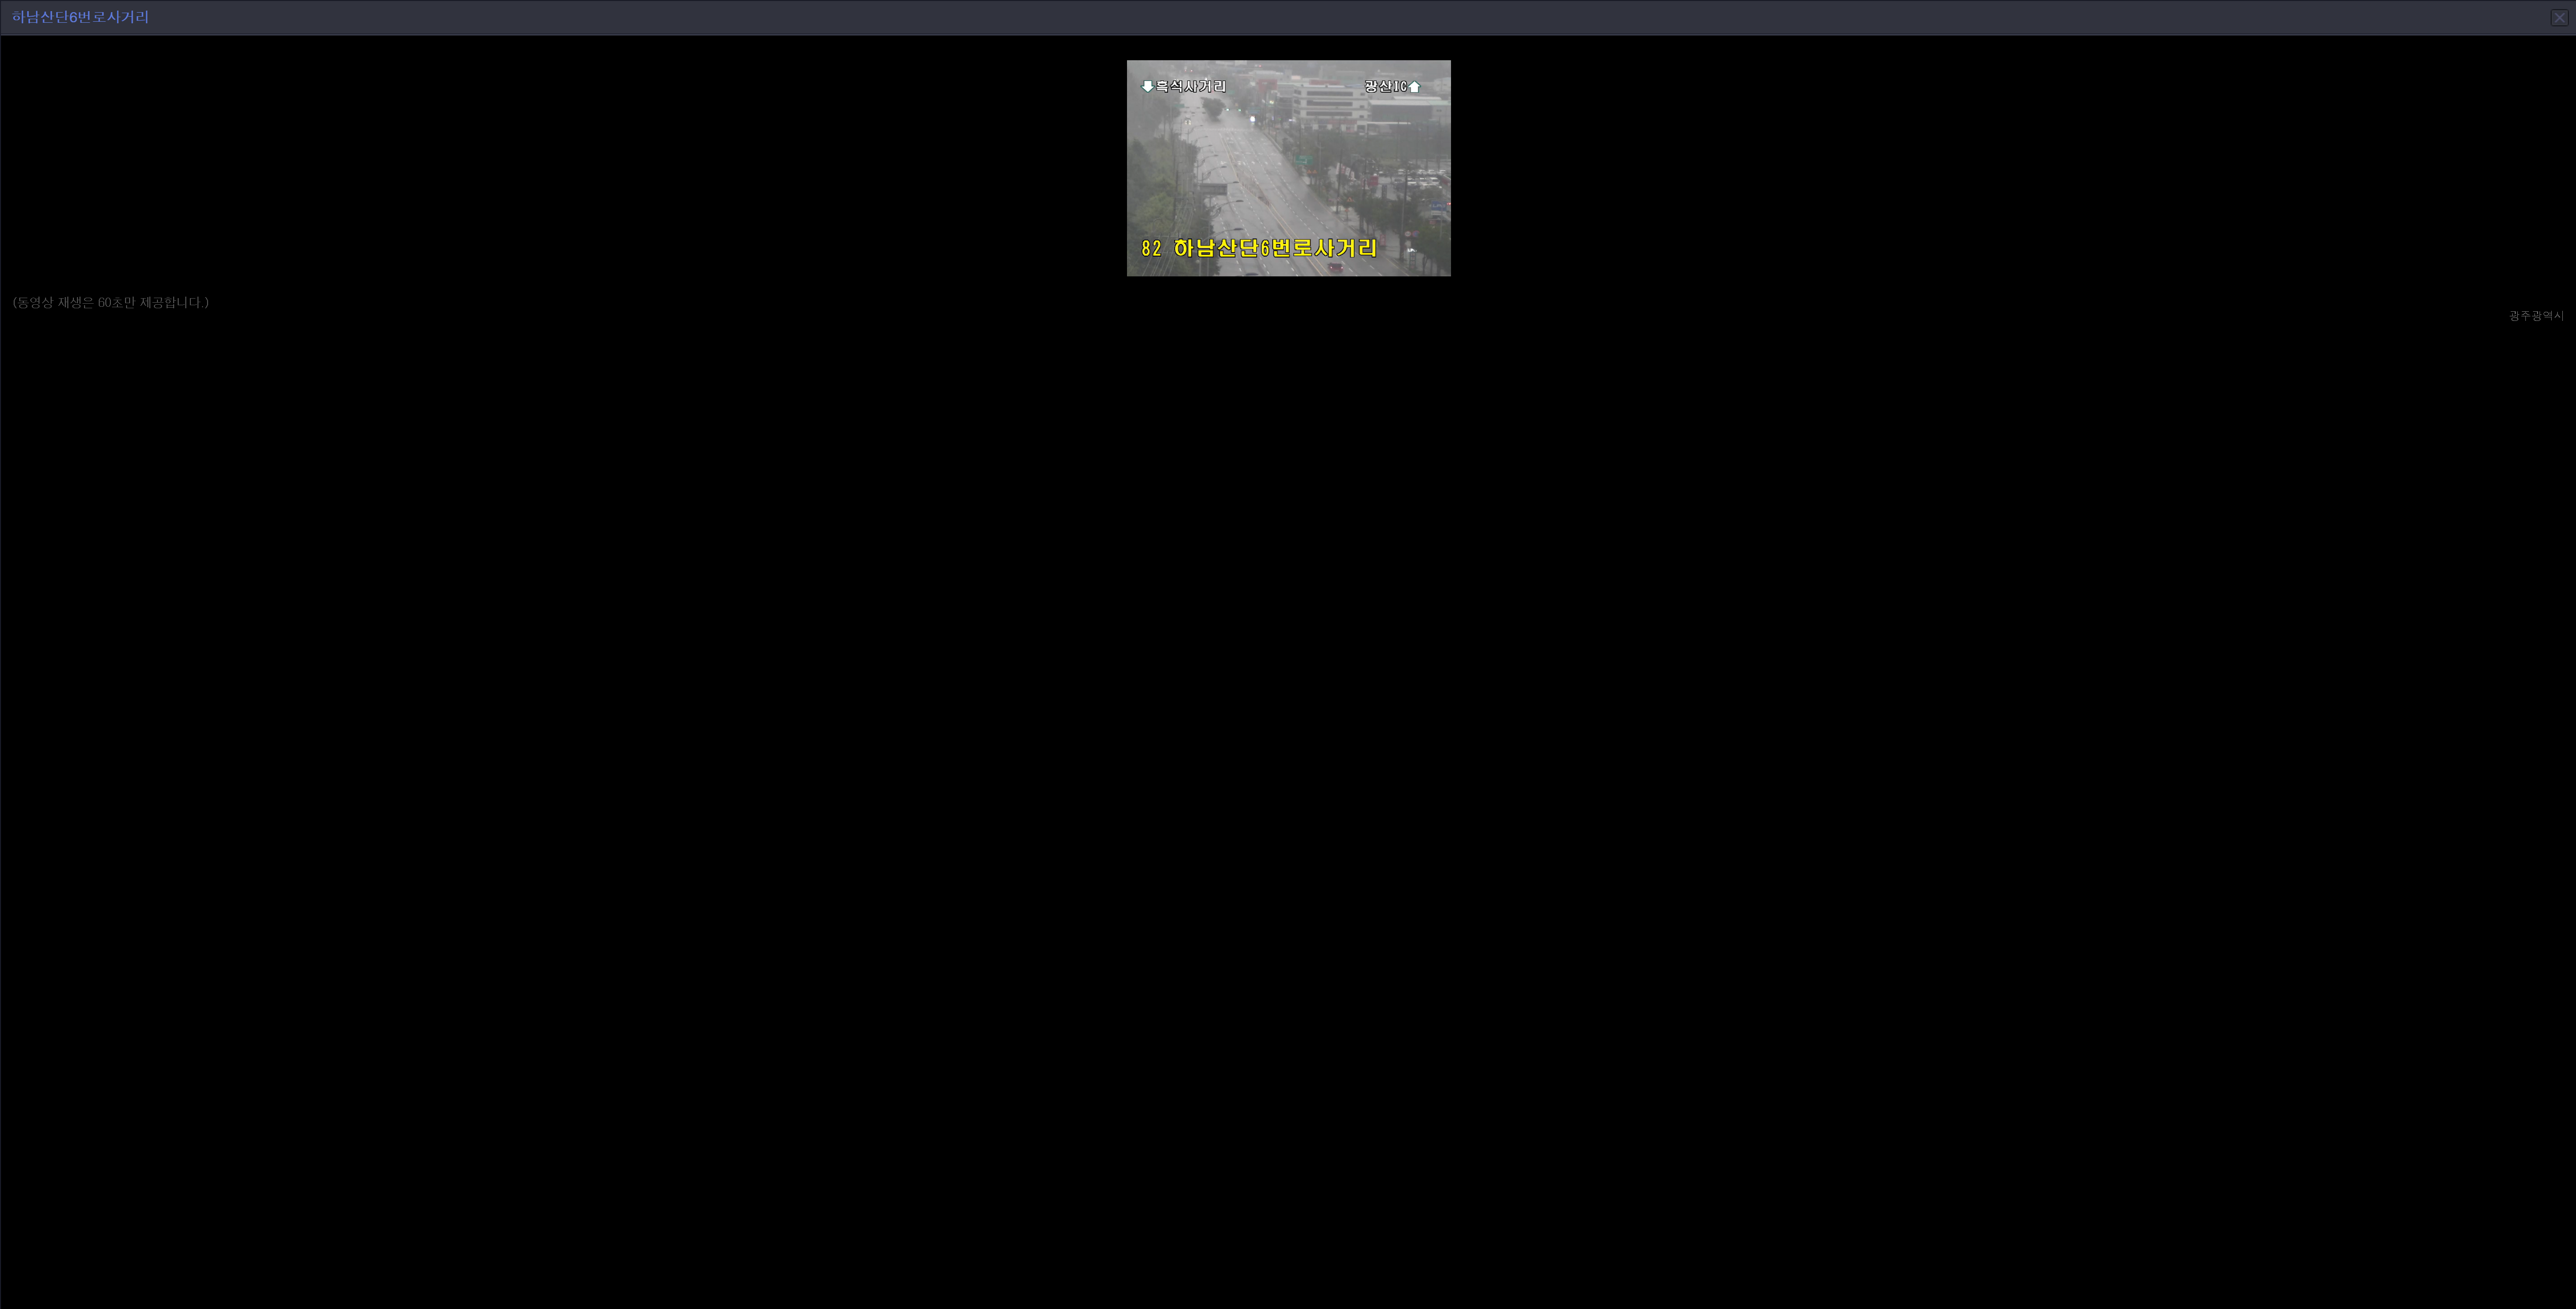 하남산단6번로사거리
흑석사거리
광산IC
82 하남산단6번로사거리
(동영상 재생은 60초만 제공합니다.)
광주광역시